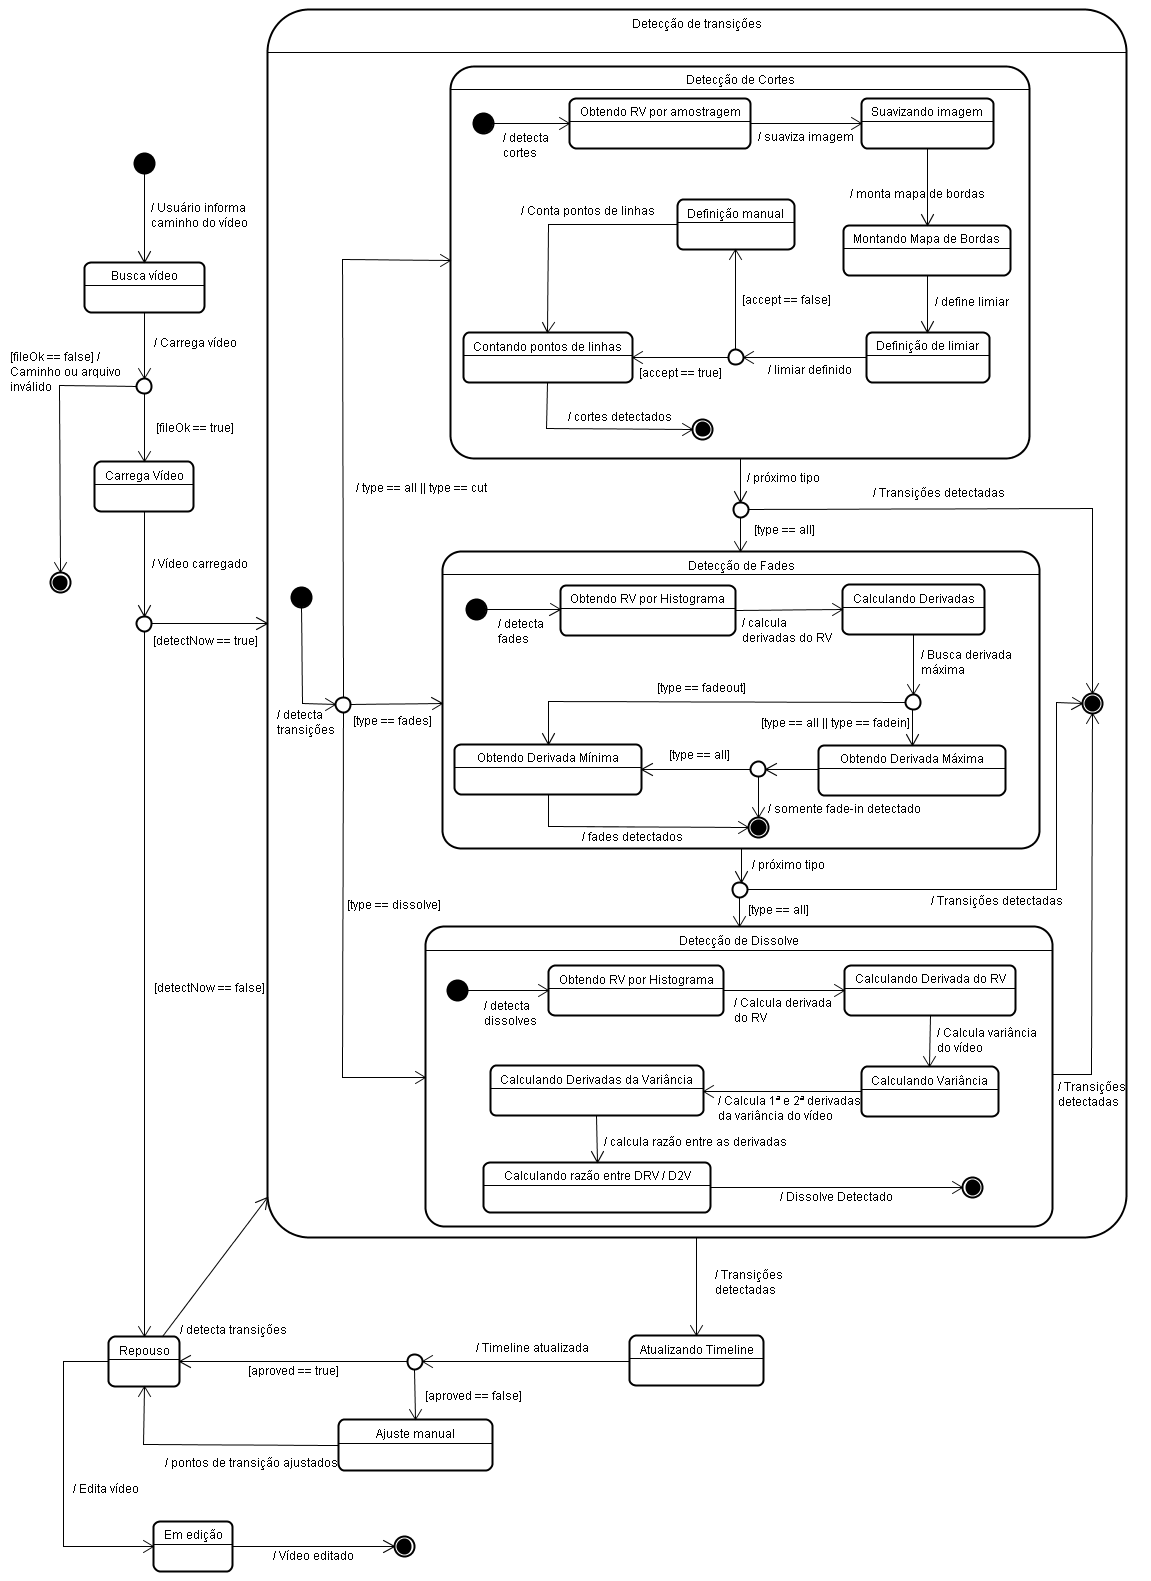 Detecção de transições
Detecção de Cortes
Obtendo RV por amostragem
Suavizando imagem
/ detecta
cortes
/ suaviza imagem
/ monta mapa de bordas
/ Usuário informa
caminho do vídeo
/ Conta pontos de linhas
Definição manual
Montando Mapa de Bordas
Busca vídeo
[accept == false]
/ define limiar
/ Carrega vídeo
Contando pontos de linhas
Definição de limiar
[fileOk == false] /
Caminho ou arquivo
inválido
[accept == true]
/ limiar definido
/ cortes detectados
[fileOk == true]
Carrega Vídeo
/ próximo tipo
/ type == all || type == cut
/ Transições detectadas
[type == all]
/ Vídeo carregado
Detecção de Fades
Obtendo RV por Histograma
Calculando Derivadas
/ detecta
fades
/ calcula
derivadas do RV
[detectNow == true]
/ Busca derivada
máxima
[type == fadeout]
/ detecta
transições
[type == fades]
[type == all || type == fadein]
Obtendo Derivada Mínima
[type == all]
Obtendo Derivada Máxima
/ somente fade-in detectado
/ fades detectados
/ próximo tipo
[type == dissolve]
/ Transições detectadas
[type == all]
Detecção de Dissolve
Obtendo RV por Histograma
Calculando Derivada do RV
[detectNow == false]
/ detecta
dissolves
/ Calcula derivada
do RV
/ Calcula variância
do vídeo
Calculando Derivadas da Variância
Calculando Variância
/ Transições
detectadas
/ Calcula 1ª e 2ª derivadas
da variância do vídeo
/ calcula razão entre as derivadas
Calculando razão entre DRV / D2V
/ Dissolve Detectado
/ Transições
detectadas
/ detecta transições
Repouso
/ Timeline atualizada
Atualizando Timeline
[aproved == true]
[aproved == false]
Ajuste manual
/ pontos de transição ajustados
/ Edita vídeo
Em edição
/ Vídeo editado